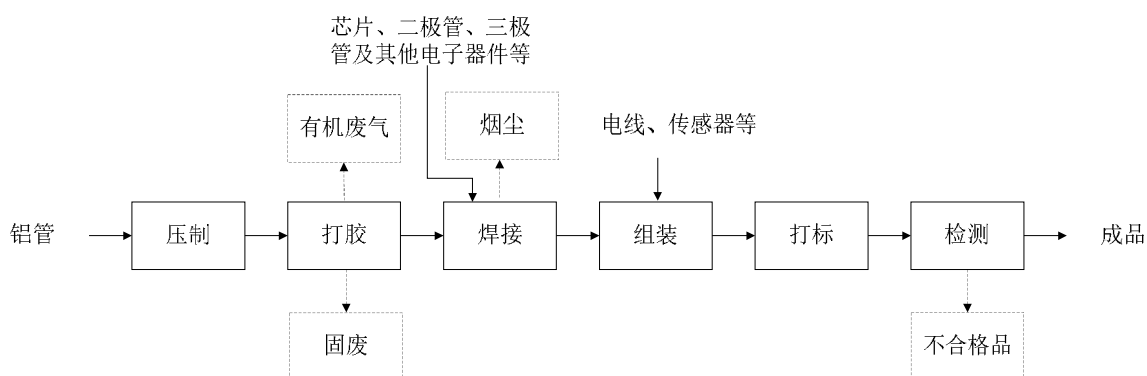 芯片、二极管、三极
管及其他电子器件等
有机废气
烟尘
电线、传感器等
铝管
压制
打胶
焊接
组装
打标
检测
成品
固废
不合格品